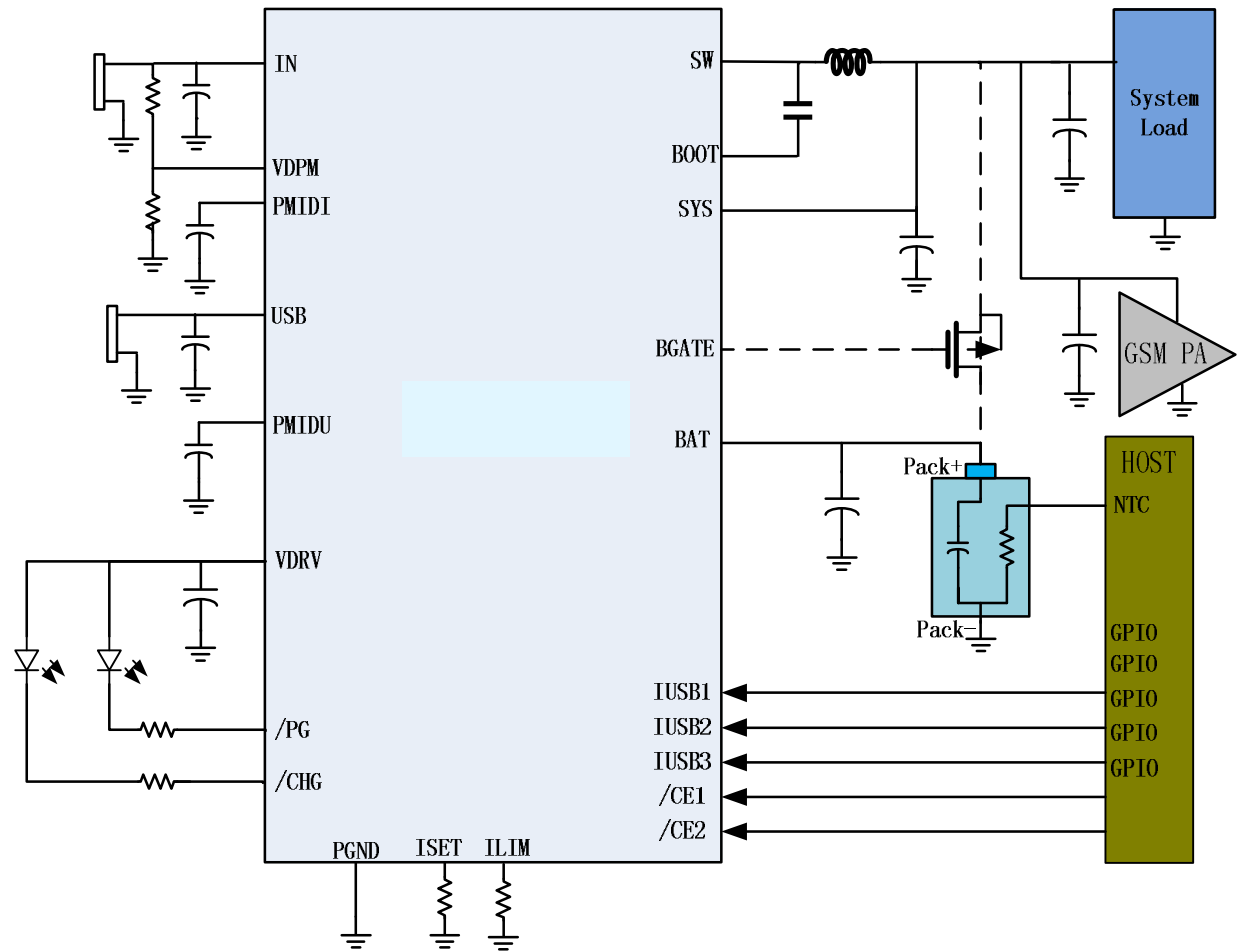 IN
VDPM
PMIDI
USB
PMIDU
VDRV
/PG
/CHG
PGND
ISET
ILIM
SW
BOOT
SYS
BGATE
BAT
IUSB1
IUSB2
IUSB3
/CE1
/CE2
System
Load
GSM PA
Pack+
Pack-
HOST
NTC
GPIO
GPIO
GPIO
GPIO
GPIO